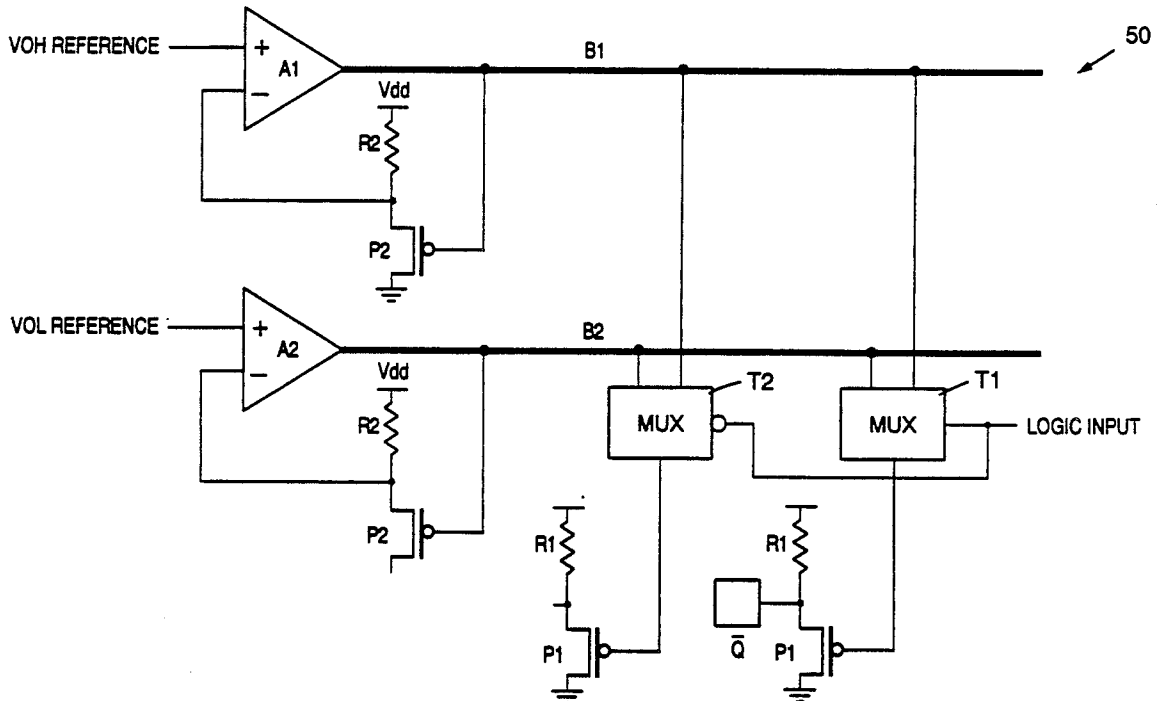 50
VOH REFERENCE
+
A1
−
B1
Vdd
R2
P2
VOL REFERENCE
+
A2
−
B2
Vdd
R2
P2
T2
T1
MUX
MUX
LOGIC INPUT
R1
R1
P1
Q̅
P1